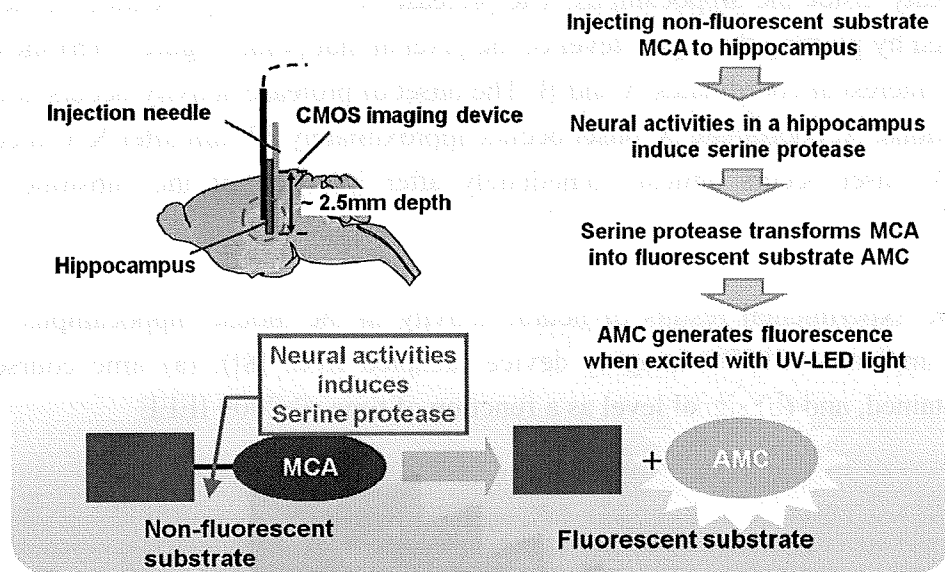 Injecting non-fluorescent substrate
MCA to hippocampus
Neural activities in a hippocampus
induce serine protease
Serine protease transforms MCA
into fluorescent substrate AMC
AMC generates fluorescence
when excited with UV-LED light
Injection needle
CMOS imaging device
~ 2.5mm depth
Hippocampus
Neural activities
induces
Serine protease
MCA
+
AMC
Non-fluorescent
substrate
Fluorescent substrate